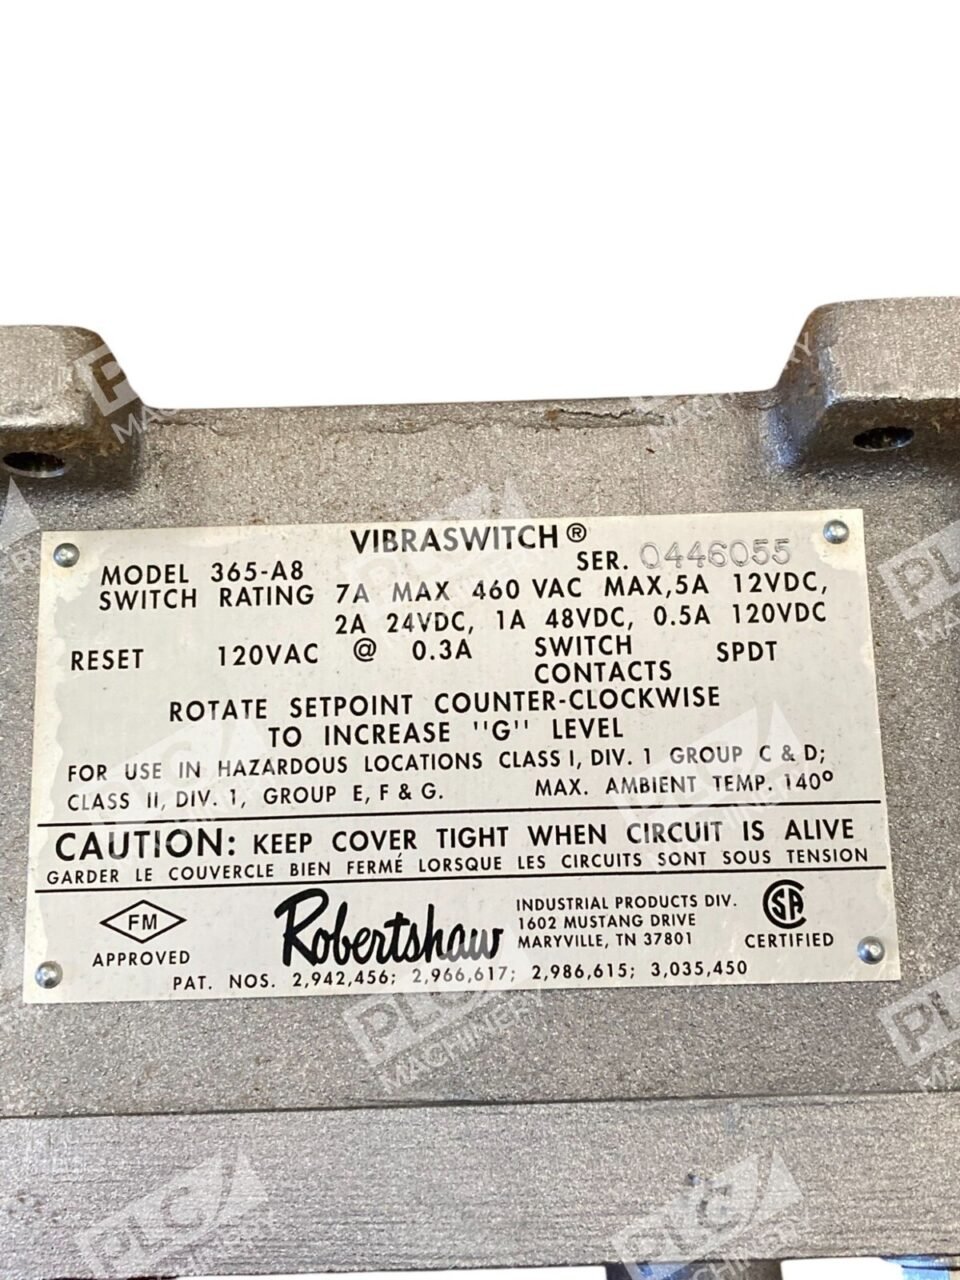 VIBRASWITCH®
MODEL 365-A8 SER. 0446055
SWITCH RATING 7A MAX 460 VAC MAX,5A 12VDC,
2A 24VDC, 1A 48VDC, 0.5A 120VDC
RESET 120VAC @ 0.3A SWITCH CONTACTS SPDT
ROTATE SETPOINT COUNTER-CLOCKWISE
TO INCREASE "G" LEVEL
FOR USE IN HAZARDOUS LOCATIONS CLASS I, DIV. 1 GROUP C & D;
CLASS II, DIV. 1, GROUP E, F & G. MAX. AMBIENT TEMP. 140°
CAUTION: KEEP COVER TIGHT WHEN CIRCUIT IS ALIVE
GARDER LE COUVERCLE BIEN FERMÉ LORSQUE LES CIRCUITS SONT SOUS TENSION
FM
APPROVED
Robertshaw
INDUSTRIAL PRODUCTS DIV.
1602 MUSTANG DRIVE
MARYVILLE, TN 37801
SA
CERTIFIED
PAT. NOS. 2,942,456; 2,966,617; 2,986,615; 3,035,450
PLC MACHINERY